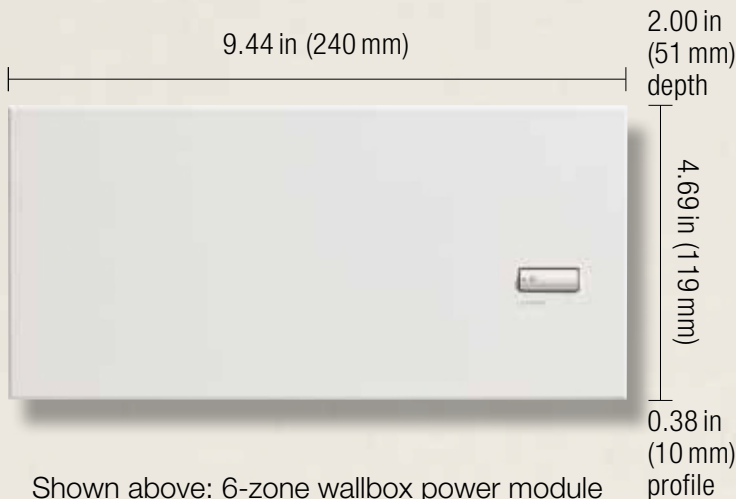 9.44 in (240 mm)
2.00 in
(51 mm)
depth
4.69 in (119 mm)
0.38 in
(10 mm)
profile
Shown above: 6-zone wallbox power module